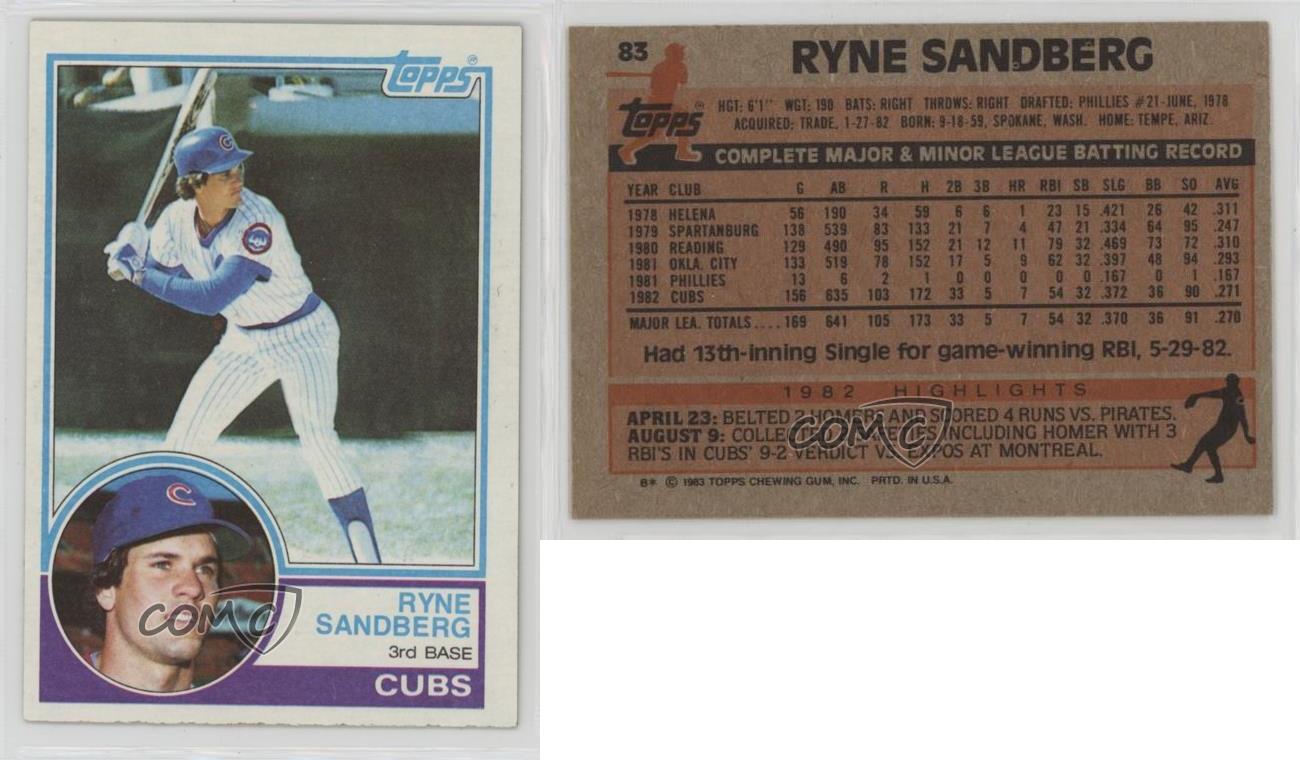 Topps
RYNE
SANDBERG
3rd BASE
CUBS
COMC
83
RYNE SANDBERG
Topps
HGT: 6'1" WGT: 190 BATS: RIGHT THROWS: RIGHT DRAFTED: PHILLIES #21-JUNE, 1978
ACQUIRED: TRADE, 1-27-82 BORN: 9-18-59, SPOKANE, WASH. HOME: TEMPE, ARIZ.
COMPLETE MAJOR & MINOR LEAGUE BATTING RECORD
YEAR CLUB G AB R H 2B 3B HR RBI SB SLG BB SO AVG
1978 HELENA 56 190 34 59 6 6 1 23 15 .421 26 42 .311
1979 SPARTANBURG 138 539 83 133 21 7 4 47 21 .334 64 95 .247
1980 READING 129 490 95 152 21 12 11 79 32 .469 73 72 .310
1981 OKLA. CITY 133 519 78 152 17 5 9 62 32 .397 48 94 .293
1981 PHILLIES 13 6 2 1 0 0 0 0 0 .167 0 1 .167
1982 CUBS 156 635 103 172 33 5 7 54 32 .372 36 90 .271
MAJOR LEA. TOTALS.... 169 641 105 173 33 5 7 54 32 .370 36 91 .270
Had 13th-inning Single for game-winning RBI, 5-29-82.
1982 HIGHLIGHTS
APRIL 23: BELTED 2 HOMERS AND SCORED 4 RUNS VS. PIRATES.
AUGUST 9: INCLUDING HOMER WITH 3
RBI'S IN CUBS' 9-2 VERDICT VS. EXPOS AT MONTREAL.
COMC
B* © 1983 TOPPS CHEWING GUM, INC. PRTD. IN U.S.A.